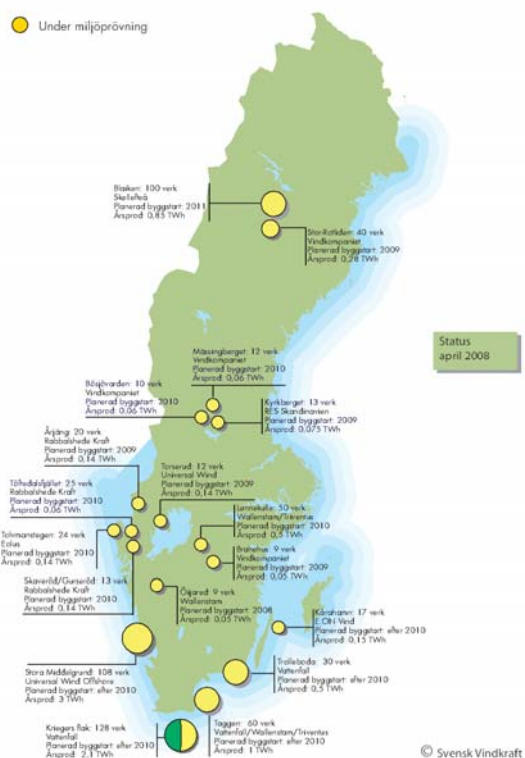 Under miljöprövning
Blaiken: 100 verk
Skellefteå
Planerad byggstart: 2011
Årsprod: 0,85 TWh
Stor-Rotliden: 40 verk
Vindkompaniet
Planerad byggstart: 2009
Årsprod: 0,28 TWh
Status
april 2008
Mässingberget: 12 verk
Vindkompaniet
Planerad byggstart: 2010
Årsprod: 0,06 TWh
Bösjövarden: 10 verk
Vindkompaniet
Planerad byggstart: 2010
Årsprod: 0,06 TWh
Kyrkberget: 13 verk
RES Skandinavien
Planerad byggstart: 2009
Årsprod: 0,075 TWh
Årjäng: 20 verk
Rabbalshede Kraft
Planerad byggstart: 2009
Årsprod: 0,14 TWh
Torserud: 12 verk
Universal Wind
Planerad byggstart: 2009
Årsprod: 0,14 TWh
Töftedalsfjället: 25 verk
Rabbalshede Kraft
Planerad byggstart: 2010
Årsprod: 0,06 TWh
50 verk
Wallenstam/Triventus
Planerad byggstart: 2010
Årsprod: 0,5 TWh
Tolvmanstegen: 24 verk
Eolus
Planerad byggstart: 2010
Årsprod: 0,14 TWh
Brahehus: 9 verk
Vindkompaniet
Planerad byggstart: 2009
Årsprod: 0,05 TWh
Skaveröd/Gurseröd: 13 verk
Rabbalshede Kraft
Planerad byggstart: 2010
Årsprod: 0,14 TWh
Öijared: 9 verk
Wallenstam
Planerad byggstart: 2008
Årsprod: 0,05 TWh
Kårahamn: 17 verk
E.ON Vind
Planerad byggstart: efter 2010
Årsprod: 0,15 TWh
Stora Middelgrund: 108 verk
Universal Wind Offshore
Planerad byggstart: efter 2010
Årsprod: 3 TWh
Trolleboda: 30 verk
Vattenfall
Planerad byggstart: efter 2010
Årsprod: 0,5 TWh
Kriegers flak: 128 verk
Vattenfall
Planerad byggstart: efter 2010
Årsprod: 2,1 TWh
Taggen: 60 verk
Vattenfall/Wallenstam/Triventus
Planerad byggstart: efter 2010
Årsprod: 1 TWh
© Svensk Vindkraft